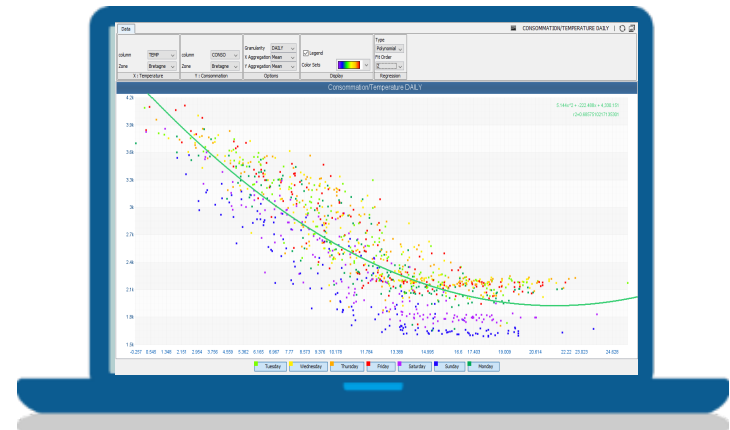 Data
CONSOMMATION/TEMPERATURE DAILY
Type
Granularity DAILY
Legend
Polynomial
column TEMP
column CONSO
X Aggregation Mean
Fit Order
Zone Bretagne
Zone Bretagne
Y Aggregation Mean
Color Sets
2
X : Temperature
Y : Consommation
Options
Display
Regression
Consommation/Temperature DAILY
4.2k
3.9k
3.6k
3.3k
3k
2.7k
2.4k
2.1k
1.8k
1.5k
-0.257 0.545 1.348 2.151 2.954 3.756 4.559 5.362 6.165 6.967 7.77 8.573 9.376 10.178 11.784 13.389 14.995 16.6 17.403 19.009 20.614 22.22 23.023 24.628
Tuesday Wednesday Thursday Friday Saturday Sunday Monday